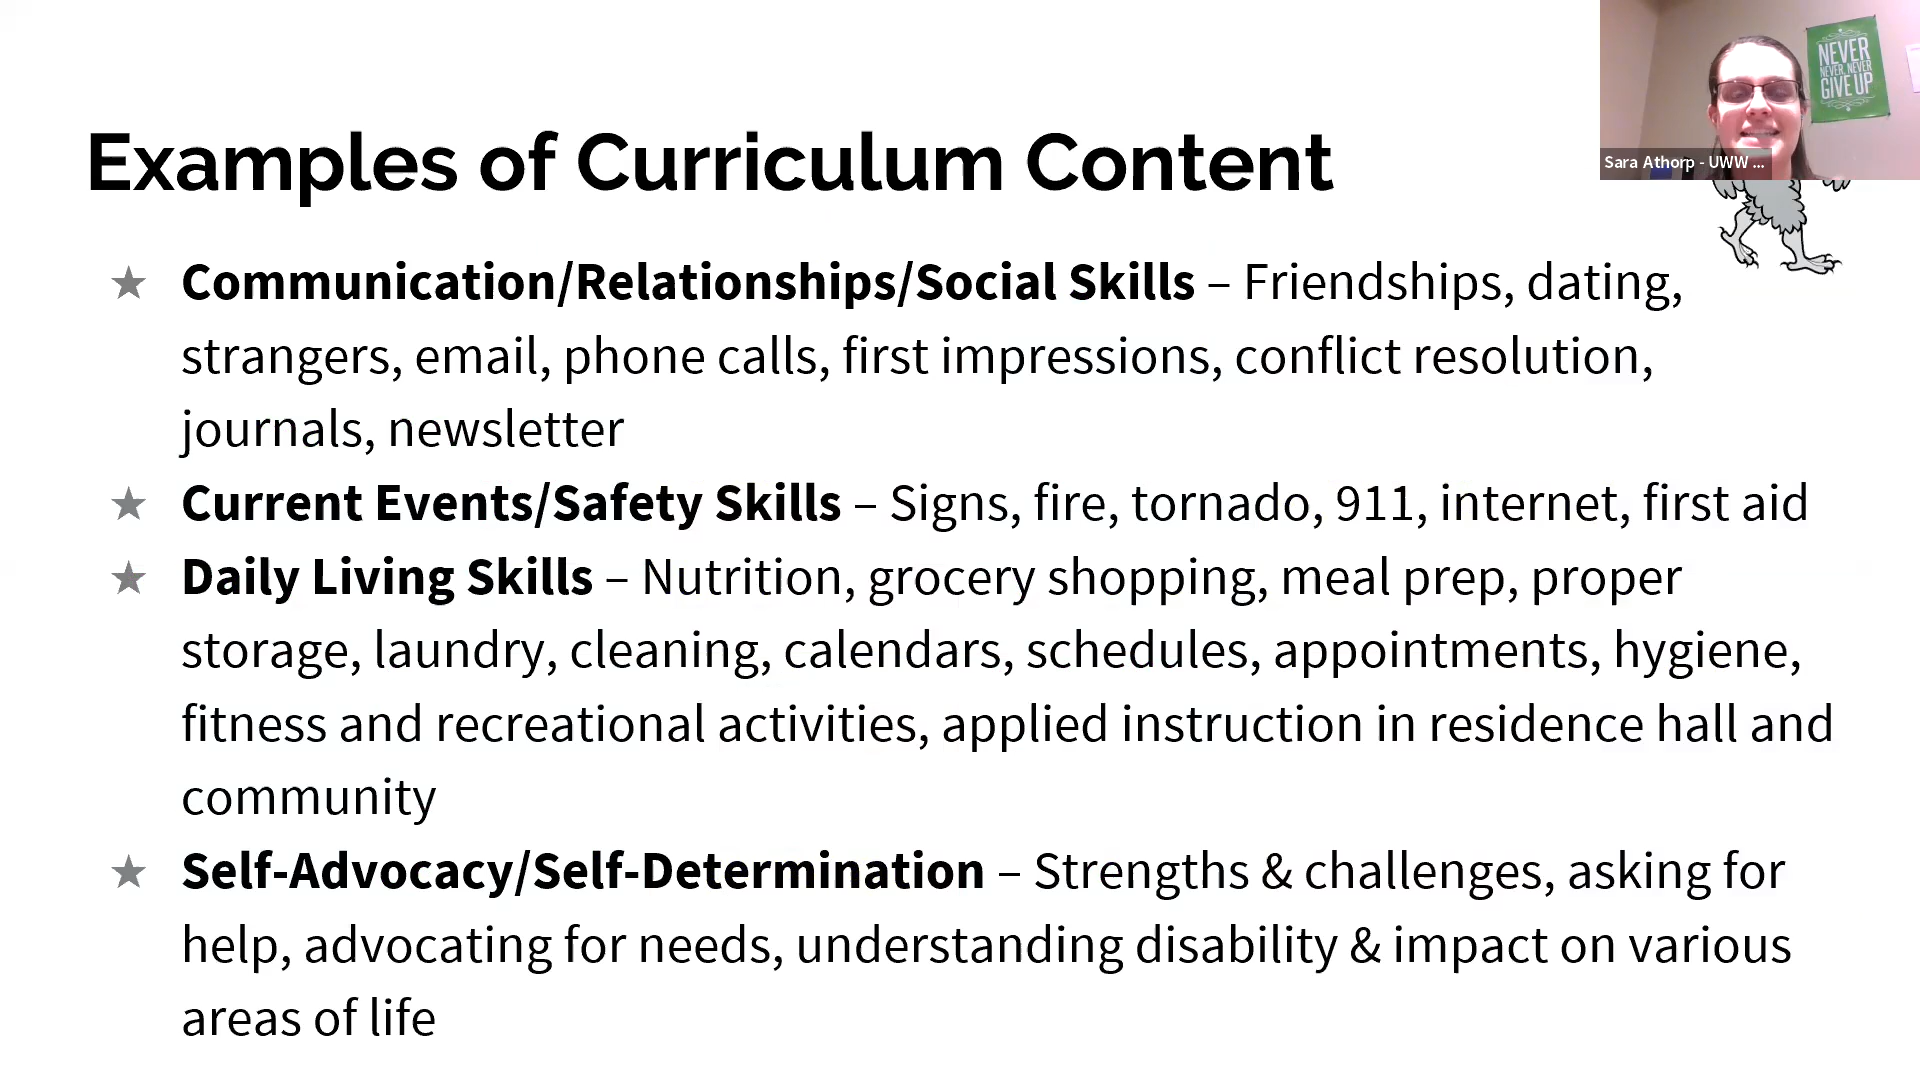 NEVER
NEVER, NEVER
GIVE UP
Sara Athorp - UWW ...
Examples of Curriculum Content
★ Communication/Relationships/Social Skills – Friendships, dating,
strangers, email, phone calls, first impressions, conflict resolution,
journals, newsletter
★ Current Events/Safety Skills – Signs, fire, tornado, 911, internet, first aid
★ Daily Living Skills – Nutrition, grocery shopping, meal prep, proper
storage, laundry, cleaning, calendars, schedules, appointments, hygiene,
fitness and recreational activities, applied instruction in residence hall and
community
★ Self-Advocacy/Self-Determination – Strengths & challenges, asking for
help, advocating for needs, understanding disability & impact on various
areas of life